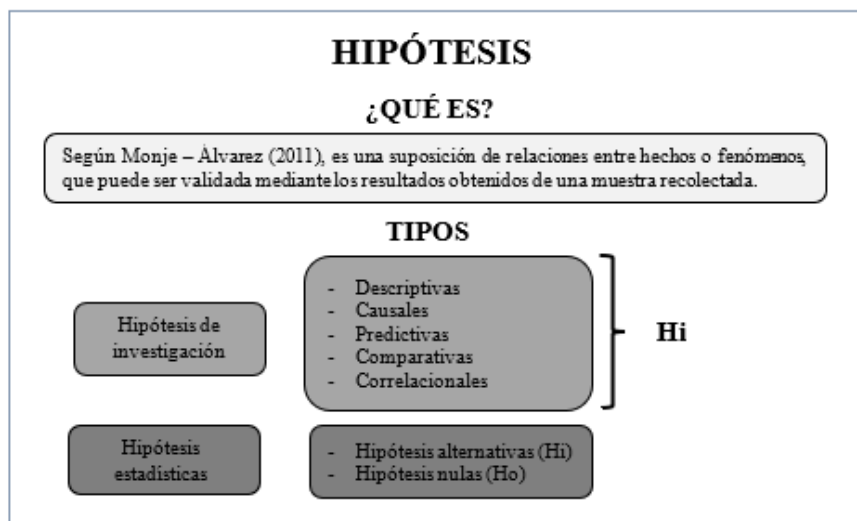 HIPÓTESIS
¿QUÉ ES?
Según Monje – Álvarez (2011), es una suposición de relaciones entre hechos o fenómenos,
que puede ser validada mediante los resultados obtenidos de una muestra recolectada.
TIPOS
Hipótesis de
investigación
- Descriptivas
- Causales
- Predictivas
- Comparativas
- Correlacionales
Hi
Hipótesis
estadísticas
- Hipótesis alternativas (Hi)
- Hipótesis nulas (Ho)